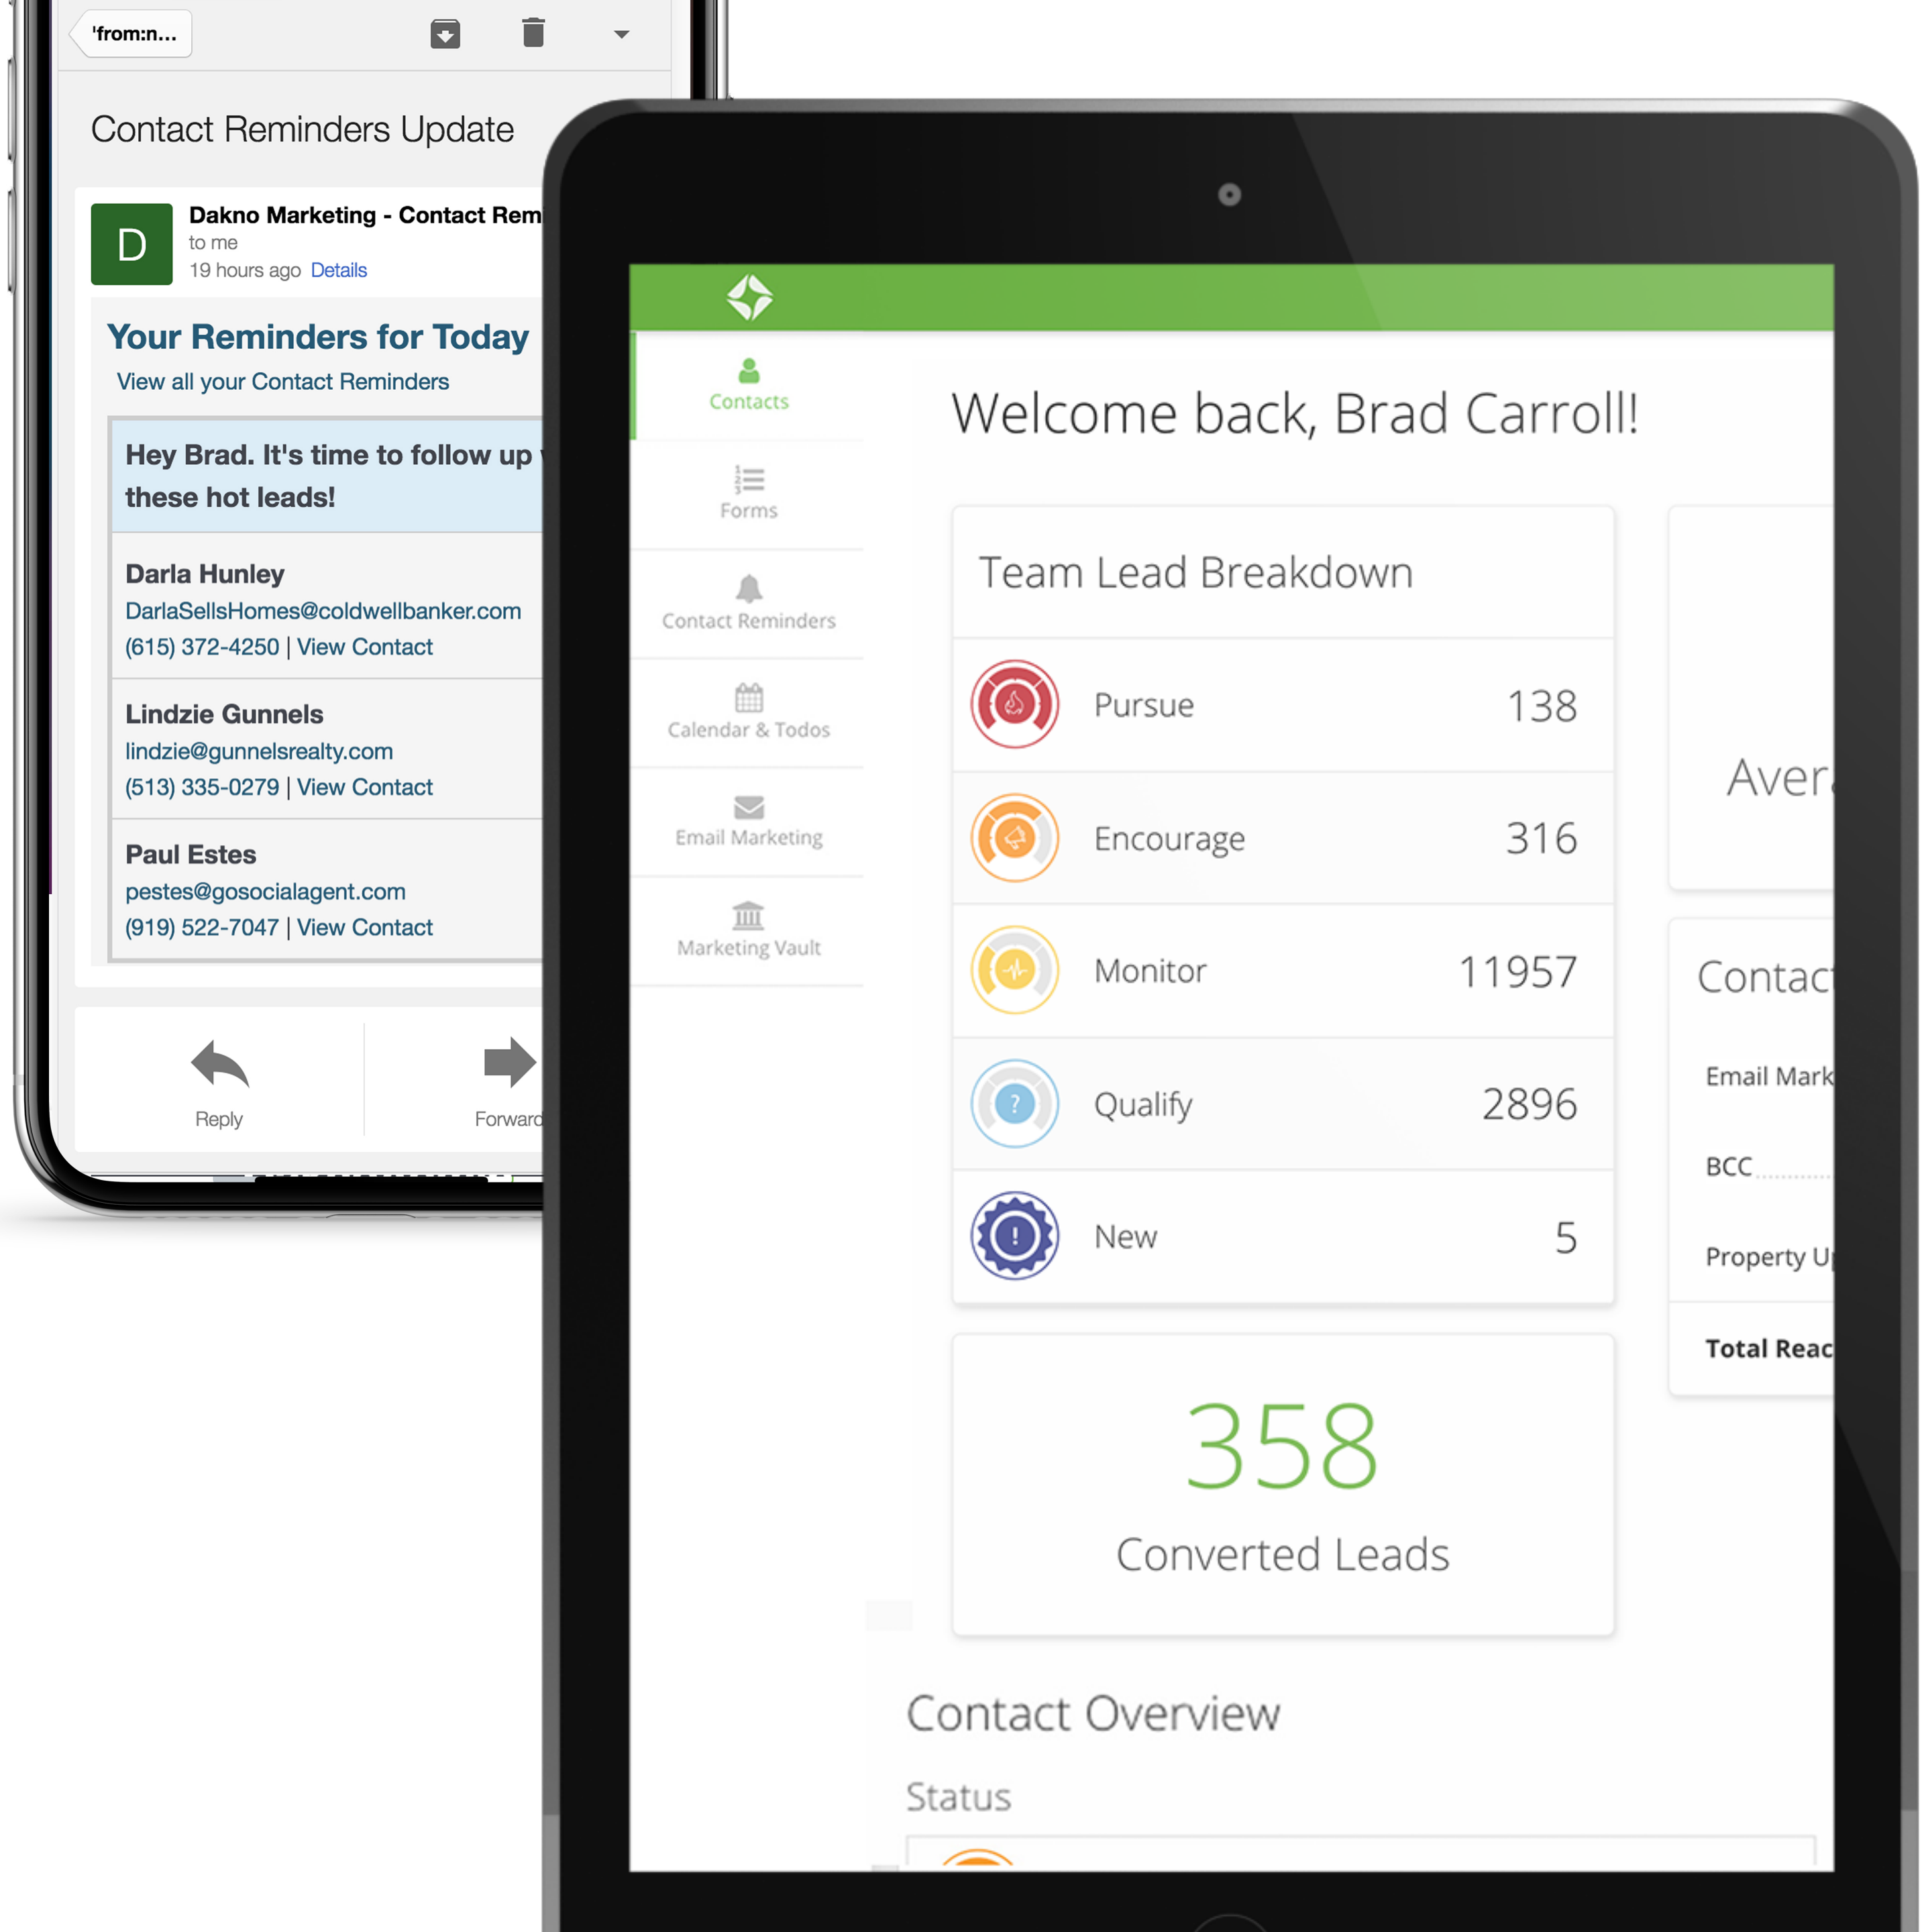 'from:n...
Contact Reminders Update
D
Dakno Marketing - Contact Rem
to me
19 hours ago Details
Your Reminders for Today
View all your Contact Reminders
Hey Brad. It's time to follow up
these hot leads!
Darla Hunley
DarlaSellsHomes@coldwellbanker.com
(615) 372-4250 | View Contact
Lindzie Gunnels
lindzie@gunnelsrealty.com
(513) 335-0279 | View Contact
Paul Estes
pestes@gosocialagent.com
(919) 522-7047 | View Contact
Reply
Forward
Contacts
Forms
Contact Reminders
Calendar & Todos
Email Marketing
Marketing Vault
Welcome back, Brad Carroll!
Team Lead Breakdown
Pursue 138
Encourage 316
Monitor 11957
? Qualify 2896
! New 5
358
Converted Leads
Contact Overview
Status
Aver
Contac
Email Mark
BCC
Property U
Total Reac